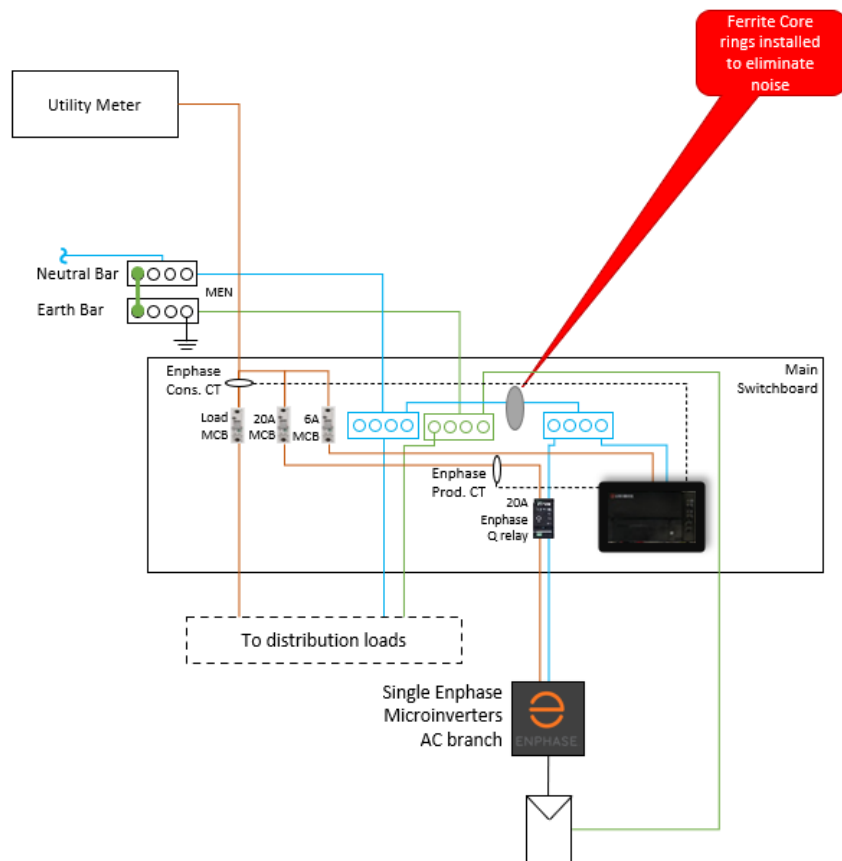 Ferrite Core
rings installed
to eliminate
noise
Utility Meter
Neutral Bar
MEN
Earth Bar
Enphase
Cons. CT
Main
Switchboard
Load
MCB
20A
MCB
6A
MCB
Enphase
Prod. CT
20A
Enphase
Q relay
To distribution loads
Single Enphase
Microinverters
AC branch
ENPHASE